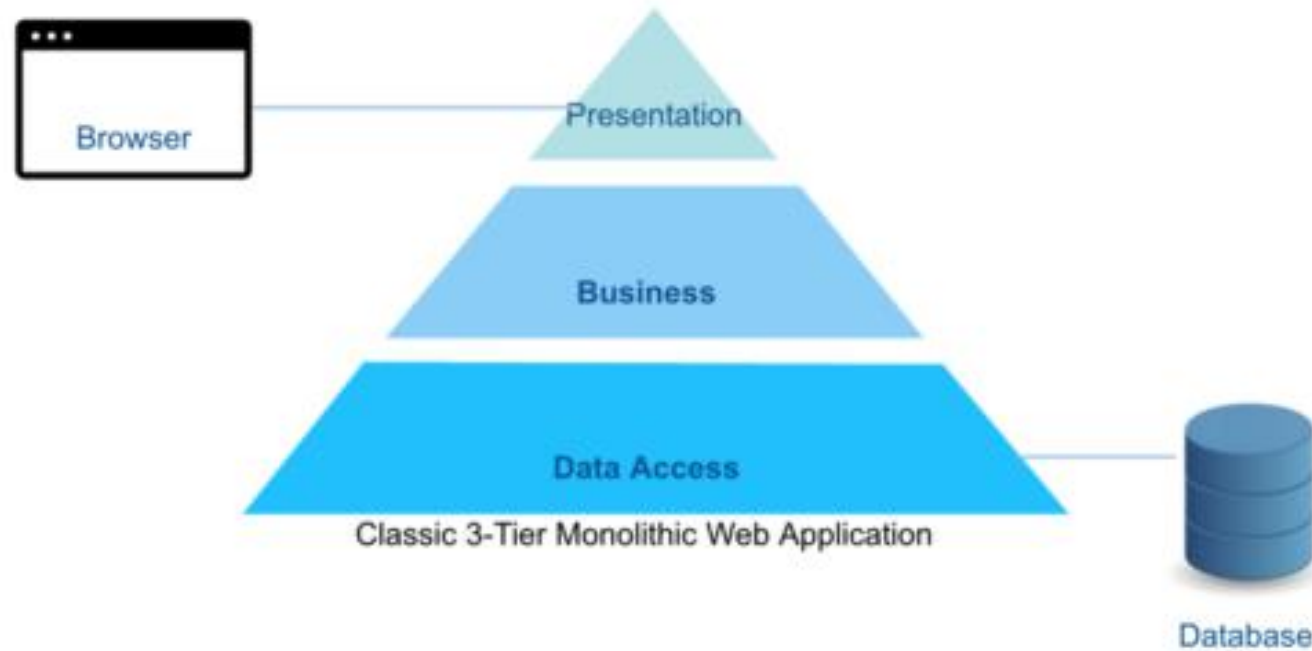 Presentation
Browser
Business
Data Access
Classic 3-Tier Monolithic Web Application
Database